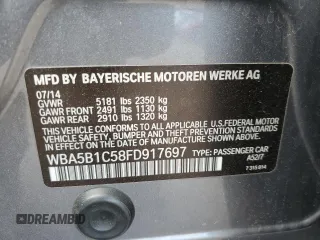 MFD BY BAYERISCHE MOTOREN WERKE AG
07/14
GVWR 5181 lbs 2350 kg
GAWR FRONT 2491 lbs 1130 kg
GAWR REAR 2910 lbs 1320 kg
THIS VEHICLE CONFORMS TO ALL APPLICABLE FEDERAL MOTOR
VEHICLE SAFETY, BUMPER AND THEFT PREVENTION STANDARDS
IN EFFECT ON THE DATE OF MANUFACTURE SHOWN ABOVE.
WBA5B1C58FD917697 TYPE: PASSENGER CAR
A52/7
7315814
DREAMBID